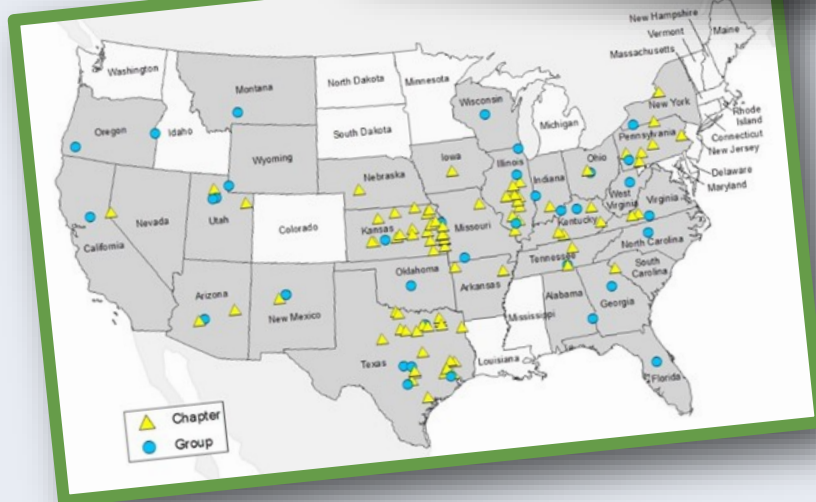 New Hampshire
Vermont
Maine
Massachusetts
Washington
Montana
North Dakota
Minnesota
Wisconsin
Michigan
New York
Rhode
Island
Connecticut
New Jersey
Delaware
Maryland
Oregon
Idaho
Wyoming
South Dakota
Iowa
Illinois
Indiana
Ohio
Pennsylvania
West
Virginia
Virginia
Nebraska
Nevada
Utah
Colorado
Kansas
Missouri
Kentucky
North Carolina
California
Arizona
New Mexico
Oklahoma
Arkansas
Tennessee
South
Carolina
Mississippi
Alabama
Georgia
Texas
Louisiana
Florida
Chapter
Group